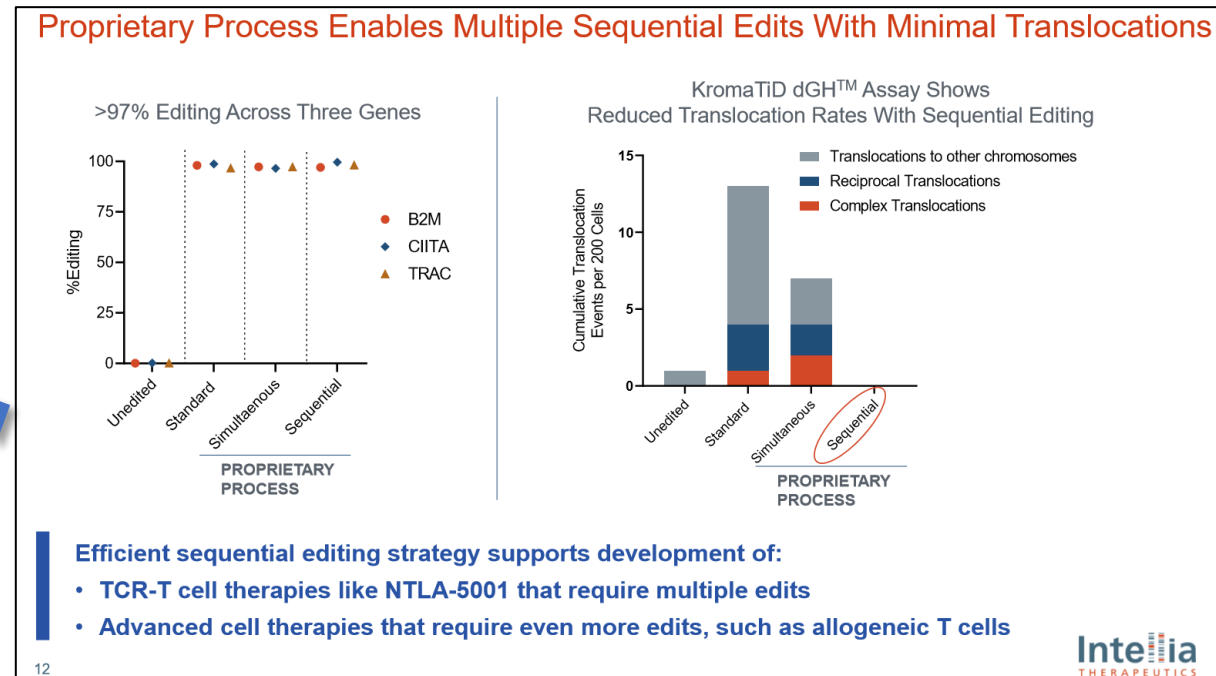 Proprietary Process Enables Multiple Sequential Edits With Minimal Translocations
>97% Editing Across Three Genes
100
75
50
25
0
%Editing
Unedited
Standard
Simultaenous
Sequential
PROPRIETARY
PROCESS
B2M
CIITA
TRAC
KromaTiD dGH™ Assay Shows
Reduced Translocation Rates With Sequential Editing
15
10
5
0
Cumulative Translocation
Events per 200 Cells
Translocations to other chromosomes
Reciprocal Translocations
Complex Translocations
Unedited
Standard
Simultaneous
Sequential
PROPRIETARY
PROCESS
Efficient sequential editing strategy supports development of:
• TCR-T cell therapies like NTLA-5001 that require multiple edits
• Advanced cell therapies that require even more edits, such as allogeneic T cells
12
Intellia
THERAPEUTICS